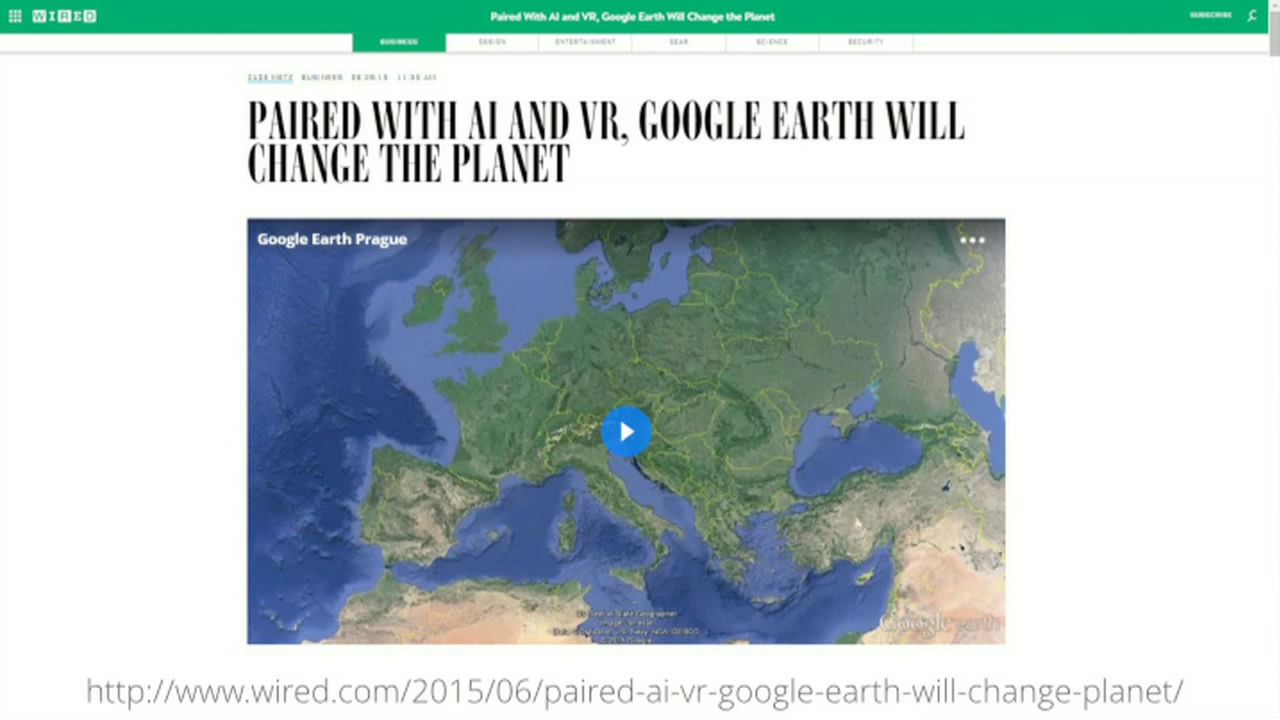 WIRED
Paired With AI and VR, Google Earth Will Change the Planet
SUBSCRIBE
BUSINESS
DESIGN
ENTERTAINMENT
GEAR
SCIENCE
SECURITY
CADE METZ BUSINESS
PAIRED WITH AI AND VR, GOOGLE EARTH WILL
CHANGE THE PLANET
Google Earth Prague
Google earth
http://www.wired.com/2015/06/paired-ai-vr-google-earth-will-change-planet/